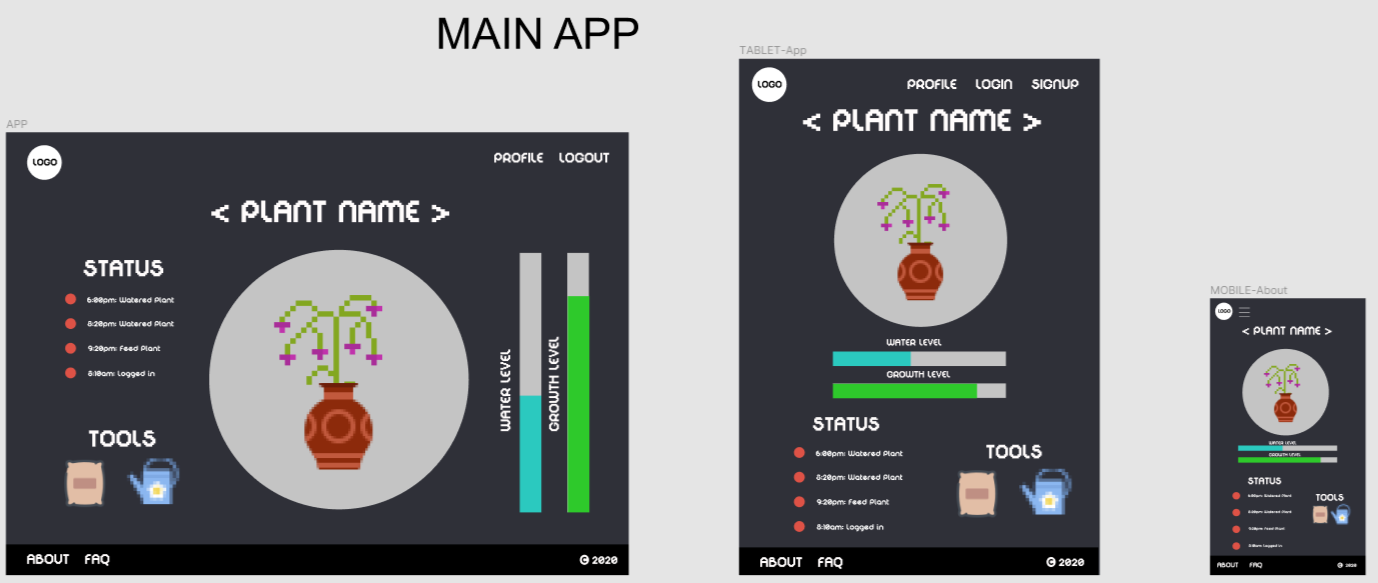 MAIN APP
APP
LOGO
PROFILE LOGOUT
< PLANT NAME >
STATUS
6:00pm: Watered Plant
8:20pm: Watered Plant
9:20pm: Feed Plant
8:10am: Logged in
TOOLS
WATER LEVEL
GROWTH LEVEL
ABOUT FAQ
© 2020
TABLET-App
LOGO
PROFILE LOGIN SIGNUP
< PLANT NAME >
WATER LEVEL
GROWTH LEVEL
STATUS
6:00pm: Watered Plant
8:20pm: Watered Plant
9:20pm: Feed Plant
8:10am: Logged in
TOOLS
ABOUT FAQ
© 2020
MOBILE-About
LOGO
< PLANT NAME >
WATER LEVEL
GROWTH LEVEL
STATUS
6:00pm: Watered Plant
8:20pm: Watered Plant
9:20pm: Feed Plant
8:10am: Logged in
TOOLS
ABOUT FAQ
© 2020